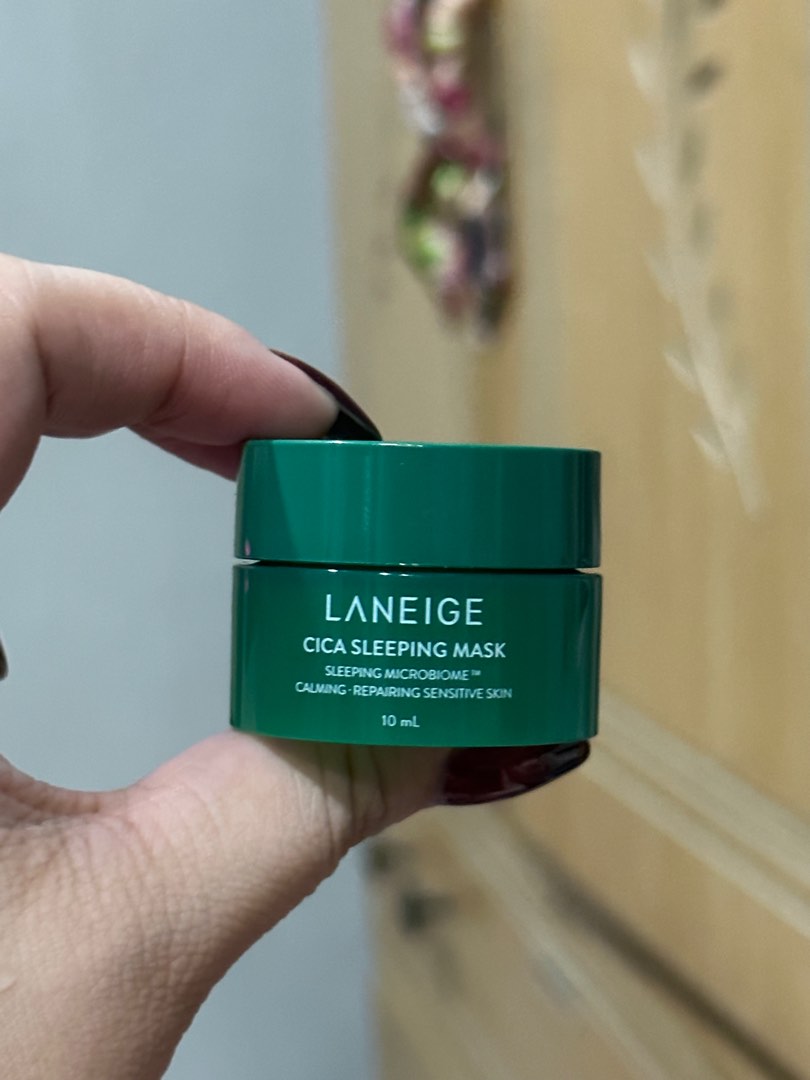 LANEIGE
CICA SLEEPING MASK
SLEEPING MICROBIOME™
CALMING · REPAIRING SENSITIVE SKIN
10 mL